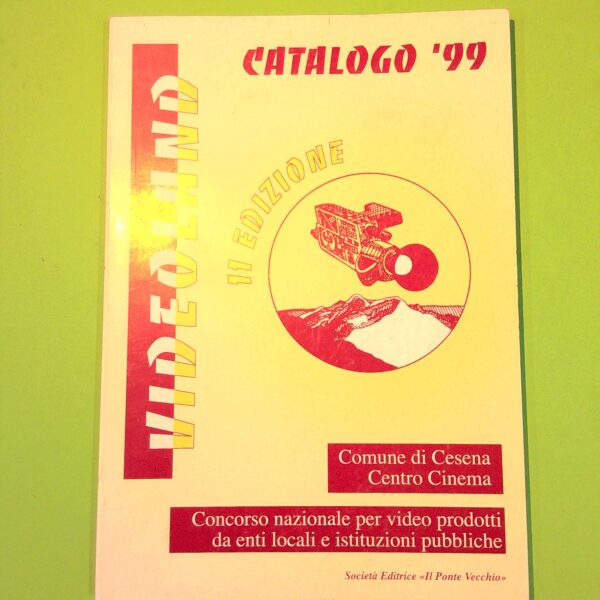 CATALOGO '99
VIDEOLAND
11 EDIZIONE
Comune di Cesena
Centro Cinema
Concorso nazionale per video prodotti
da enti locali e istituzioni pubbliche
Società Editrice «Il Ponte Vecchio»